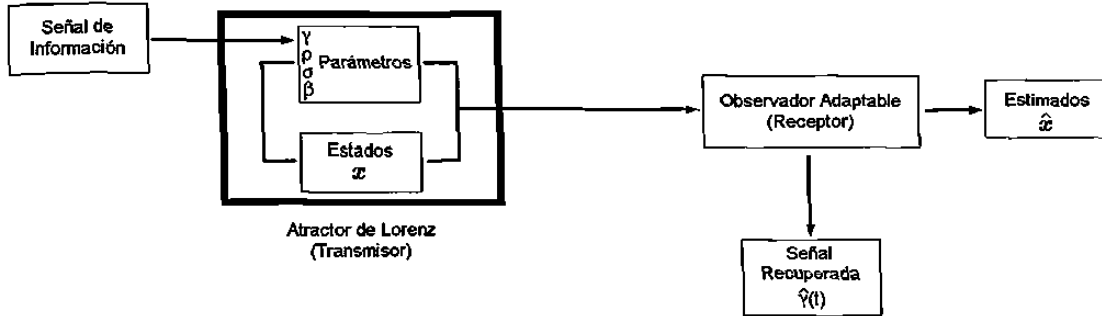 Señal de
Información
γ
ρ
σ
β
Parámetros
Estados
x
Atractor de Lorenz
(Transmisor)
Observador Adaptable
(Receptor)
Estimados
x̂
Señal
Recuperada
γ̂(t)